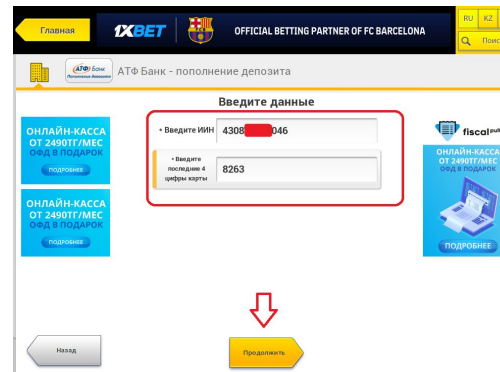 Главная
1XBET
OFFICIAL BETTING PARTNER OF FC BARCELONA
RU KZ
Поис
АТФ Банк
Пополнение депозита
АТФ Банк - пополнение депозита
Введите данные
• Введите ИИН 4308 046
• Введите последние 4 цифры карты 8263
ОНЛАЙН-КАССА
ОТ 2490ТГ/МЕС
ОФД В ПОДАРОК
ПОДРОБНЕЕ
ОНЛАЙН-КАССА
ОТ 2490ТГ/МЕС
ОФД В ПОДАРОК
ПОДРОБНЕЕ
fiscal
ОНЛАЙН-КАССА
ОТ 2490ТГ/МЕС
ОФД В ПОДАРОК
ПОДРОБНЕЕ
Назад
Продолжить